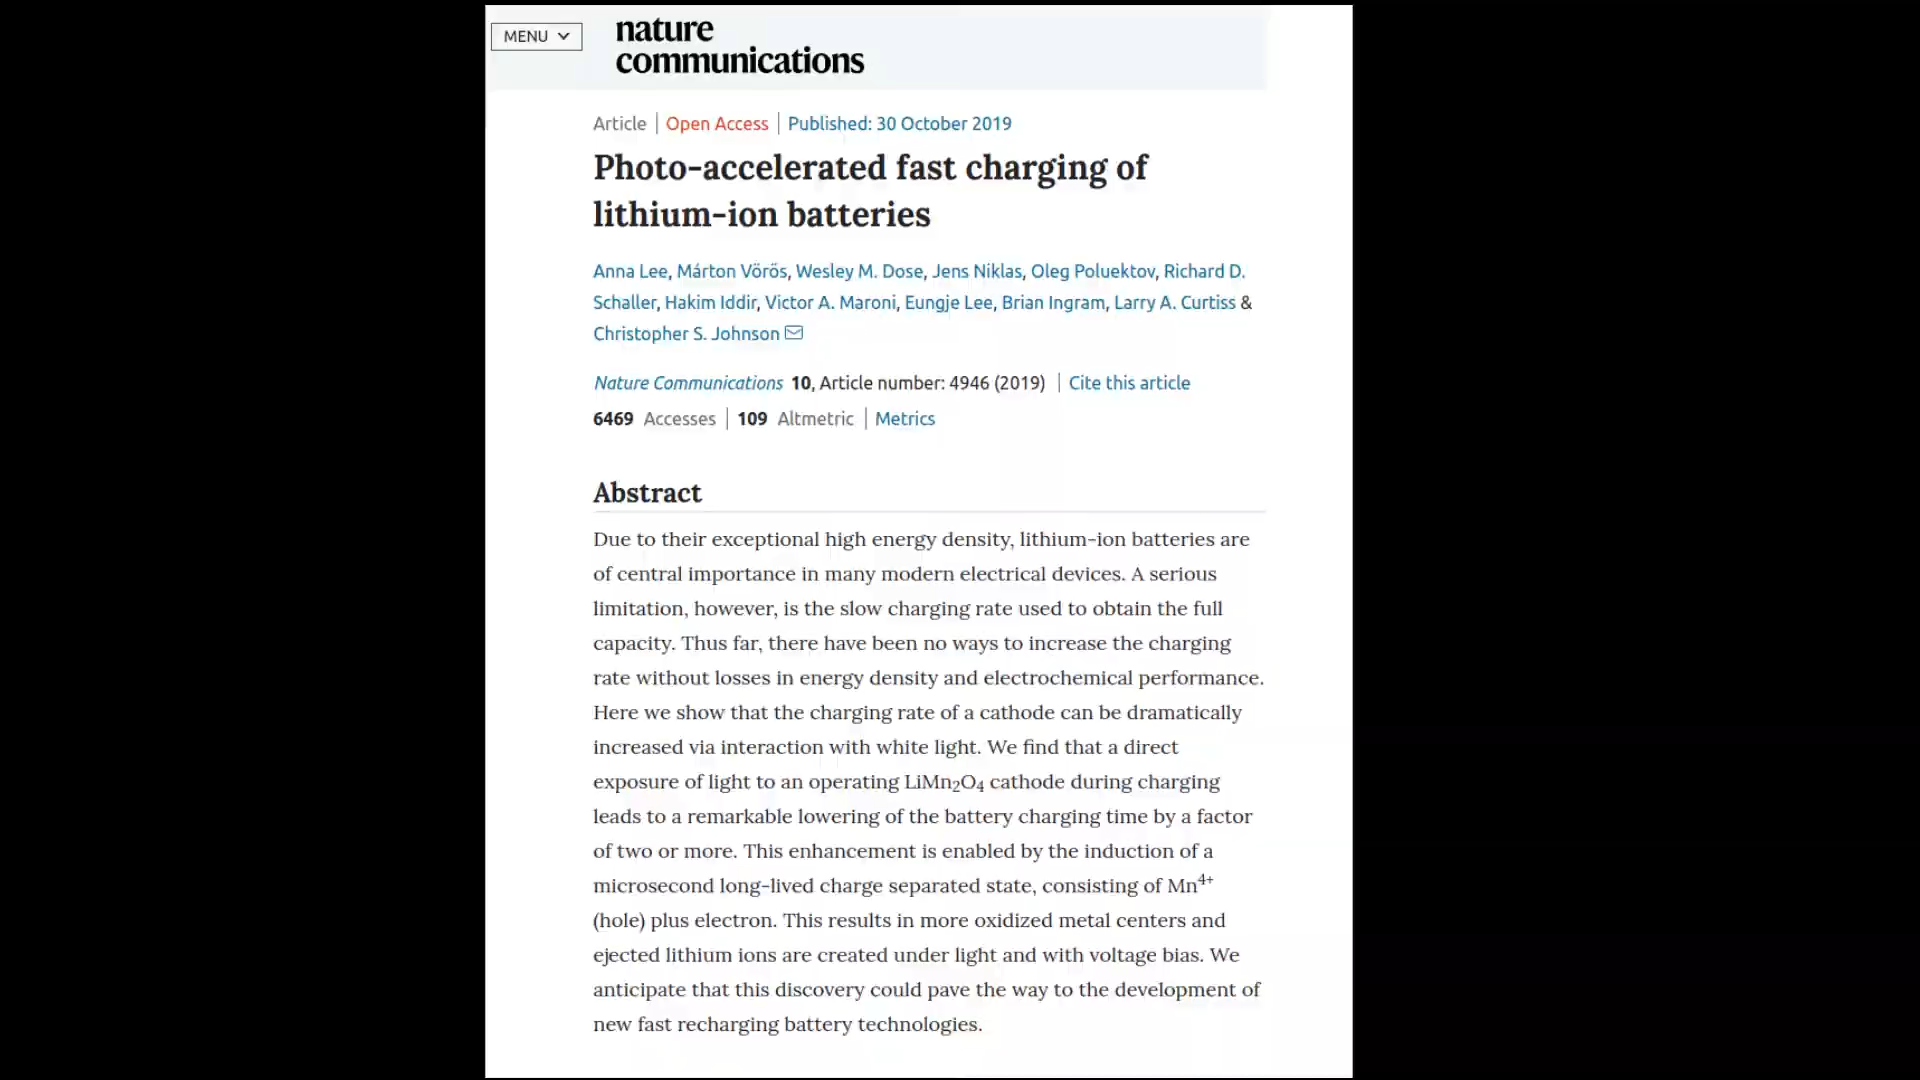 MENU
nature
communications
Article | Open Access | Published: 30 October 2019
Photo-accelerated fast charging of
lithium-ion batteries
Anna Lee, Márton Vörös, Wesley M. Dose, Jens Niklas, Oleg Poluektov, Richard D.
Schaller, Hakim Iddir, Victor A. Maroni, Eungje Lee, Brian Ingram, Larry A. Curtiss &
Christopher S. Johnson
Nature Communications 10, Article number: 4946 (2019) | Cite this article
6469 Accesses | 109 Altmetric | Metrics
Abstract
Due to their exceptional high energy density, lithium-ion batteries are
of central importance in many modern electrical devices. A serious
limitation, however, is the slow charging rate used to obtain the full
capacity. Thus far, there have been no ways to increase the charging
rate without losses in energy density and electrochemical performance.
Here we show that the charging rate of a cathode can be dramatically
increased via interaction with white light. We find that a direct
exposure of light to an operating LiMn₂O₄ cathode during charging
leads to a remarkable lowering of the battery charging time by a factor
of two or more. This enhancement is enabled by the induction of a
microsecond long-lived charge separated state, consisting of Mn⁴⁺
(hole) plus electron. This results in more oxidized metal centers and
ejected lithium ions are created under light and with voltage bias. We
anticipate that this discovery could pave the way to the development of
new fast recharging battery technologies.